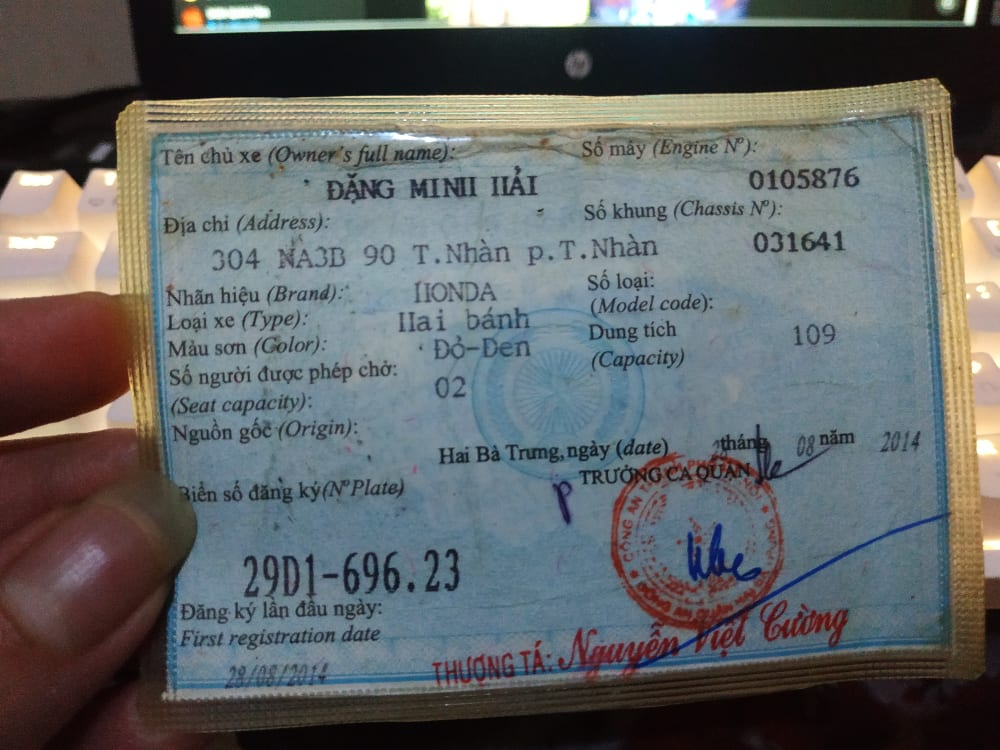 Tên chủ xe (Owner's full name):
ĐẶNG MINH HẢI
Số máy (Engine Nº):
0105876
Địa chỉ (Address):
304 NA3B 90 T.Nhàn p.T.Nhàn
Số khung (Chassis Nº):
031641
Nhãn hiệu (Brand): HONDA
Số loại:
(Model code):
Loại xe (Type): Hai bánh
Màu sơn (Color): Đỏ-Đen
Dung tích 109
(Capacity)
Số người được phép chở: 02
(Seat capacity):
Nguồn gốc (Origin):
Hai Bà Trưng, ngày (date) tháng 08 năm 2014
TRƯỞNG CA QUẬN
Biển số đăng ký(NºPlate)
29D1-696.23
Đăng ký lần đầu ngày:
First registration date
28/08/2014
THƯỢNG TÁ: Nguyễn Việt Cường